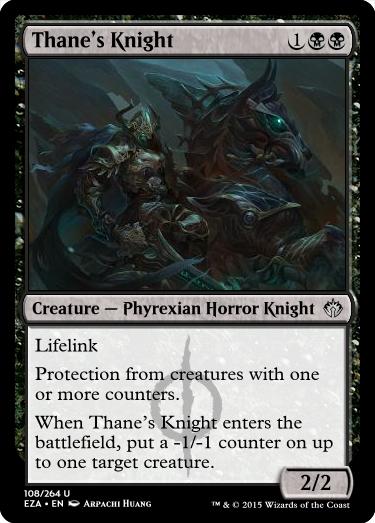 Thane's Knight 1
Creature — Phyrexian Horror Knight
Lifelink
Protection from creatures with one
or more counters.
When Thane's Knight enters the
battlefield, put a -1/-1 counter on up
to one target creature.
2/2
108/264 U
EZA • EN Arpachi Huang
™ & © 2015 Wizards of the Coast